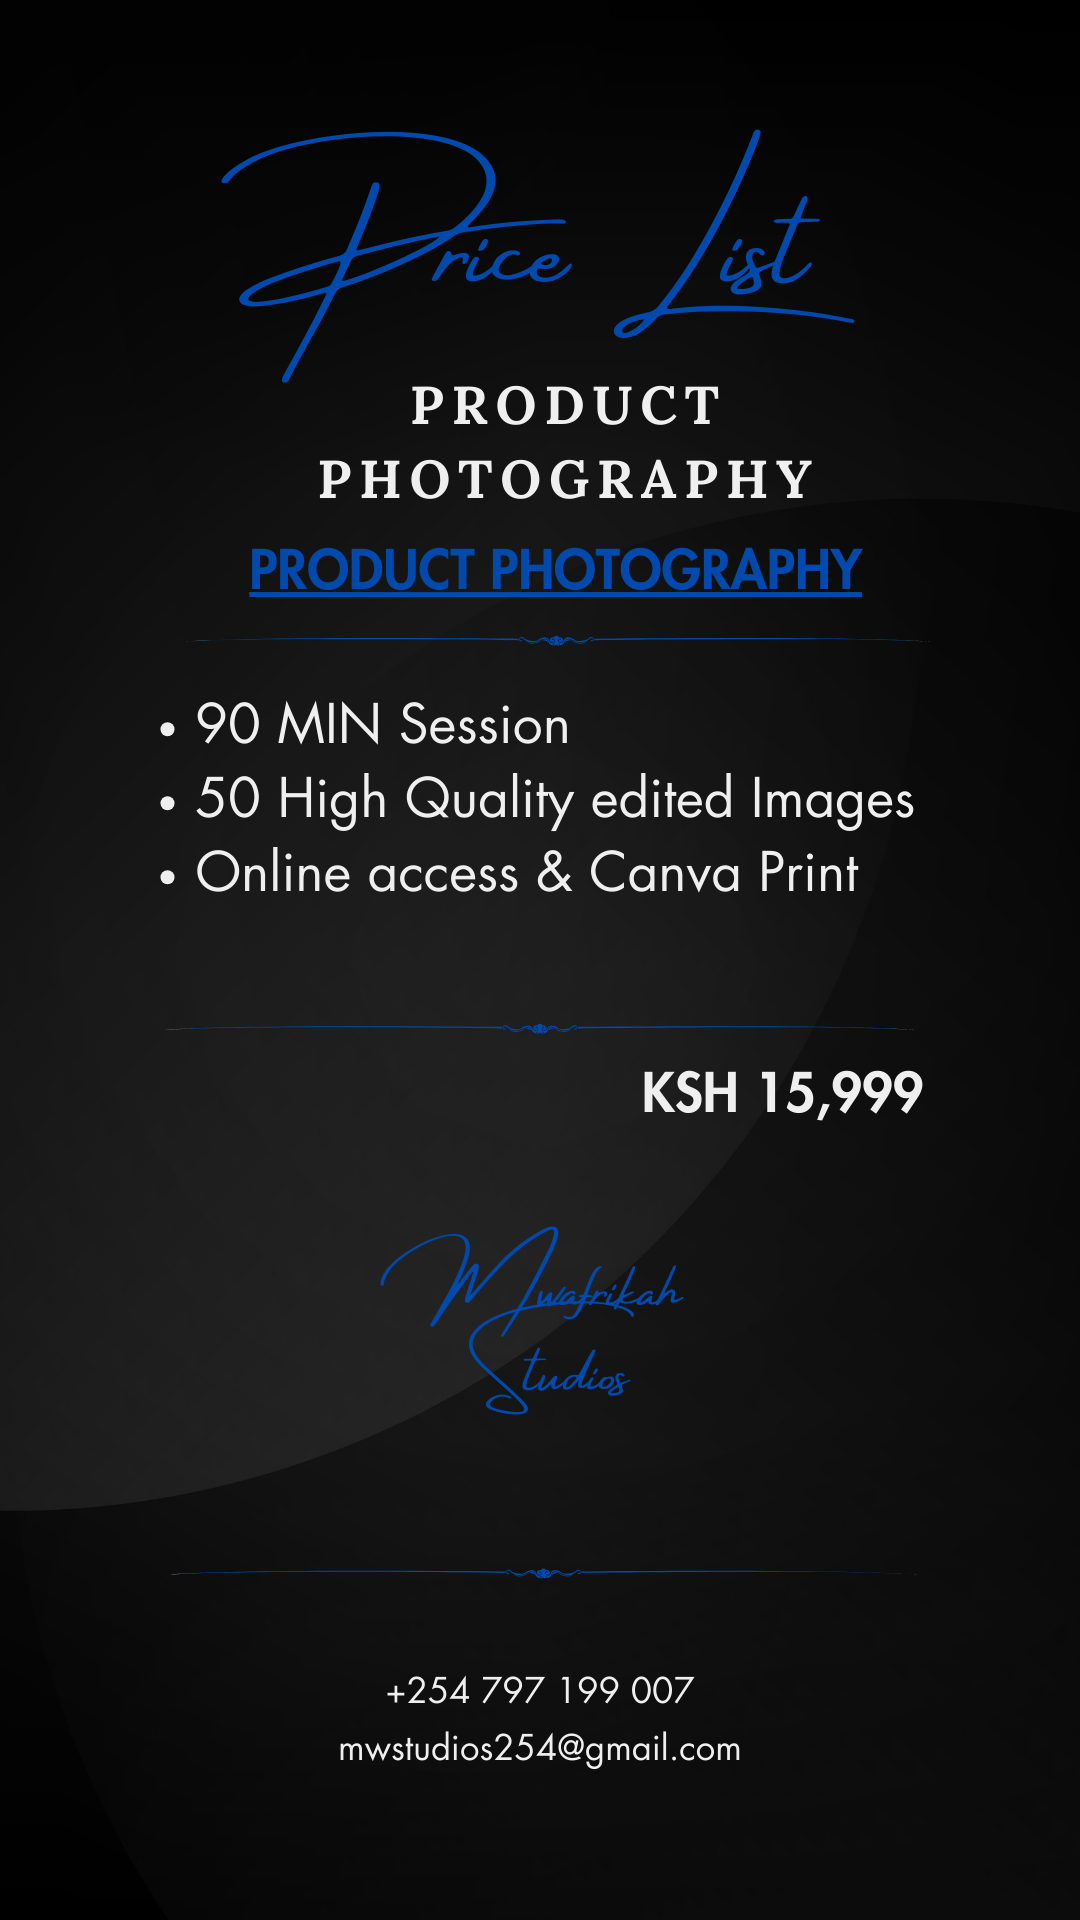 Price List
PRODUCT
PHOTOGRAPHY
PRODUCT PHOTOGRAPHY
• 90 MIN Session
• 50 High Quality edited Images
• Online access & Canva Print
KSH 15,999
Mwafrikah
Studios
+254 797 199 007
mwstudios254@gmail.com